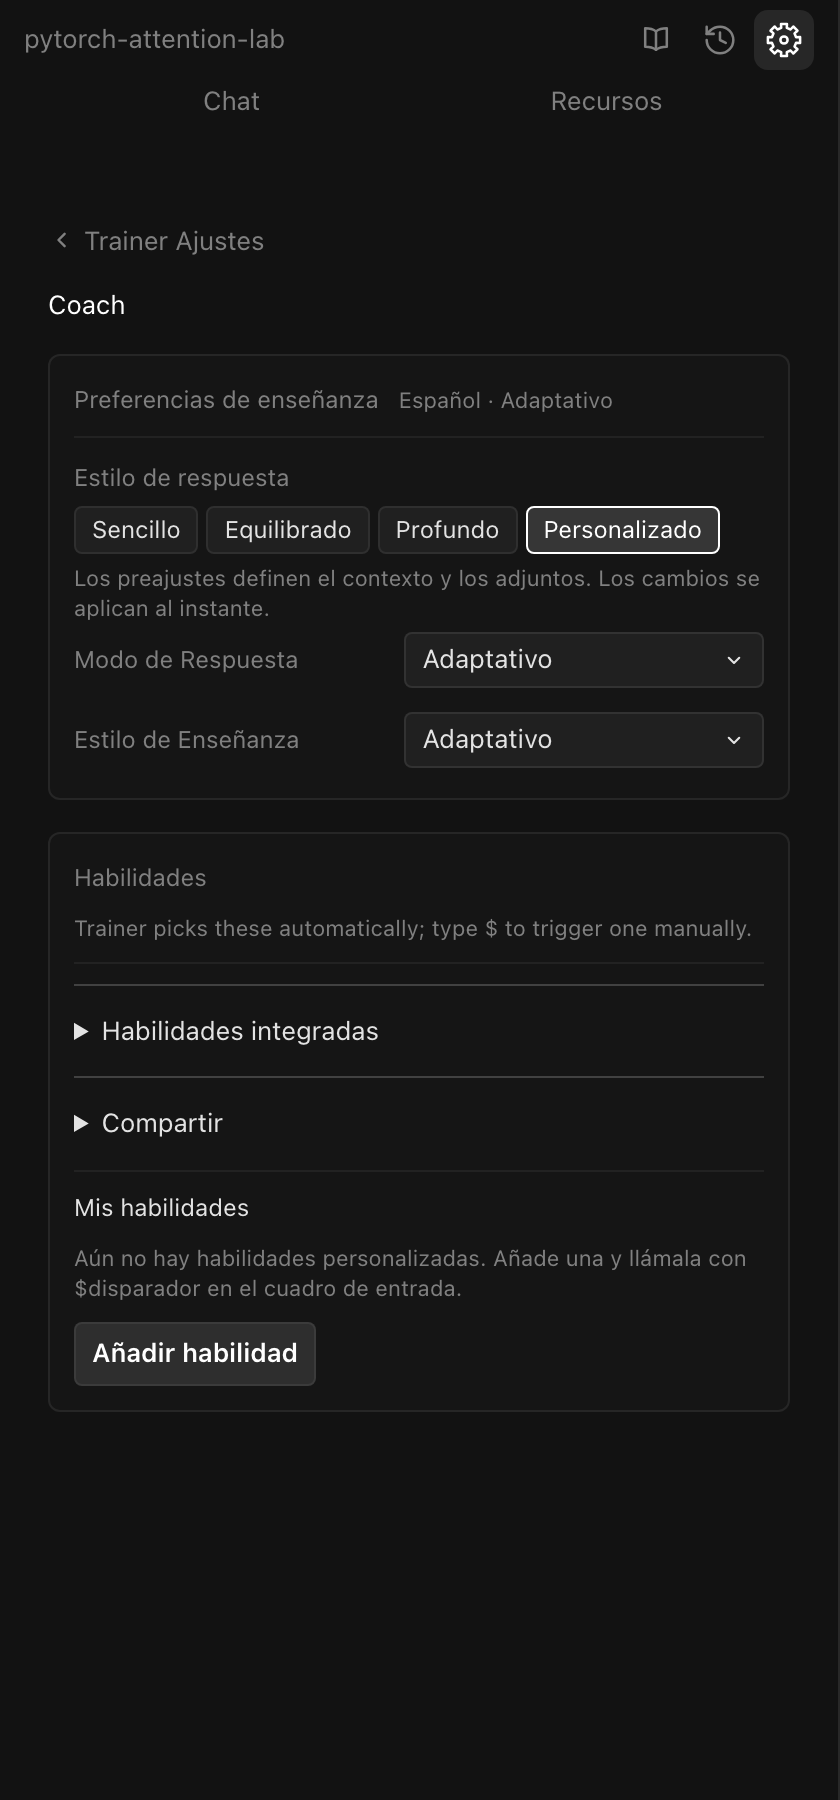 pytorch-attention-lab
Chat
Recursos
Trainer Ajustes
Coach
Preferencias de enseñanza Español · Adaptativo
Estilo de respuesta
Sencillo
Equilibrado
Profundo
Personalizado
Los preajustes definen el contexto y los adjuntos. Los cambios se
aplican al instante.
Modo de Respuesta
Adaptativo
Estilo de Enseñanza
Adaptativo
Habilidades
Trainer picks these automatically; type $ to trigger one manually.
Habilidades integradas
Compartir
Mis habilidades
Aún no hay habilidades personalizadas. Añade una y llámala con
$disparador en el cuadro de entrada.
Añadir habilidad